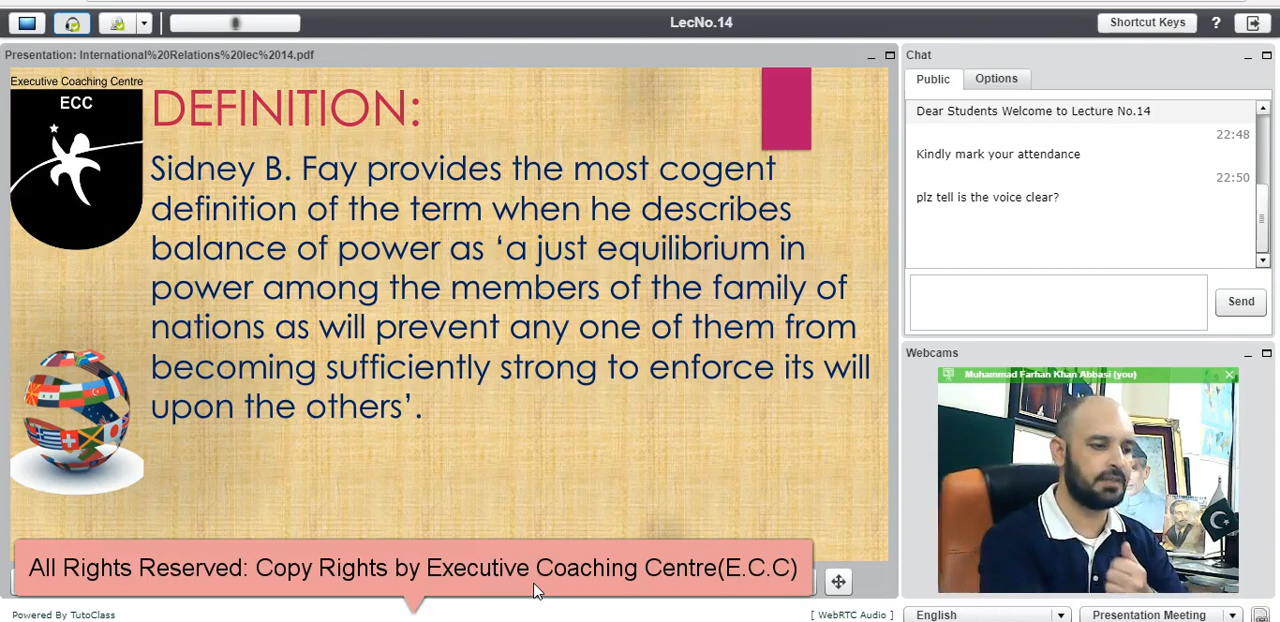 LecNo.14
Shortcut Keys
?
Presentation: International%20Relations%20lec%2014.pdf
Executive Coaching Centre
ECC
DEFINITION:
Sidney B. Fay provides the most cogent
definition of the term when he describes
balance of power as ‘a just equilibrium in
power among the members of the family of
nations as will prevent any one of them from
becoming sufficiently strong to enforce its will
upon the others’.
All Rights Reserved: Copy Rights by Executive Coaching Centre(E.C.C)
Powered By TutoClass
[ WebRTC Audio ]
Chat
Public
Options
Dear Students Welcome to Lecture No.14
22:48
Kindly mark your attendance
22:50
plz tell is the voice clear?
Send
Webcams
Muhammad Farhan Khan Abbasi (you)
English
Presentation Meeting